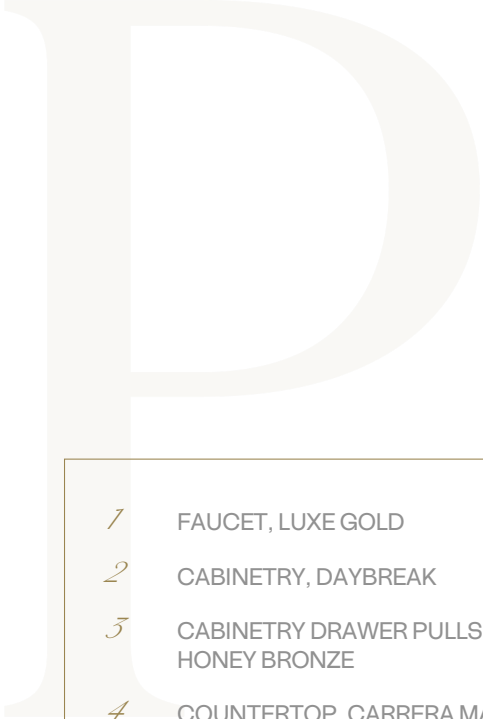 P
1 FAUCET, LUXE GOLD
2 CABINETRY, DAYBREAK
3 CABINETRY DRAWER PULLS
HONEY BRONZE
4 COUNTERTOP, CARRERA